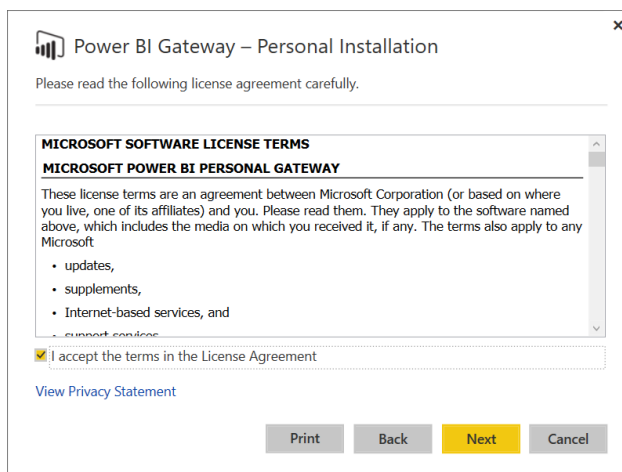 Power BI Gateway – Personal Installation
Please read the following license agreement carefully.
MICROSOFT SOFTWARE LICENSE TERMS
MICROSOFT POWER BI PERSONAL GATEWAY
These license terms are an agreement between Microsoft Corporation (or based on where
you live, one of its affiliates) and you. Please read them. They apply to the software named
above, which includes the media on which you received it, if any. The terms also apply to any
Microsoft
• updates,
• supplements,
• Internet-based services, and
• support services
I accept the terms in the License Agreement
View Privacy Statement
Print Back Next Cancel